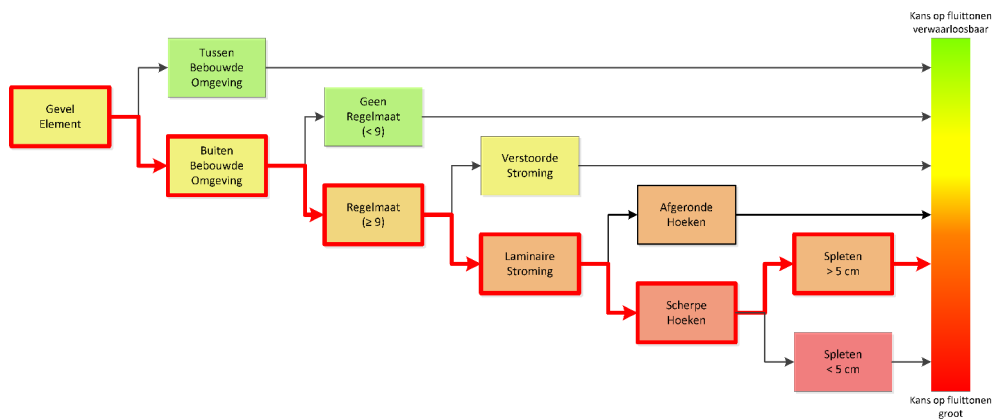 Kans op fluittonen
verwaarloosbaar
Tussen
Bebouwde
Omgeving
Gevel
Element
Geen
Regelmaat
(< 9)
Buiten
Bebouwde
Omgeving
Verstoorde
Stroming
Regelmaat
(≥ 9)
Afgeronde
Hoeken
Laminaire
Stroming
Spleten
> 5 cm
Scherpe
Hoeken
Spleten
< 5 cm
Kans op fluittonen
groot